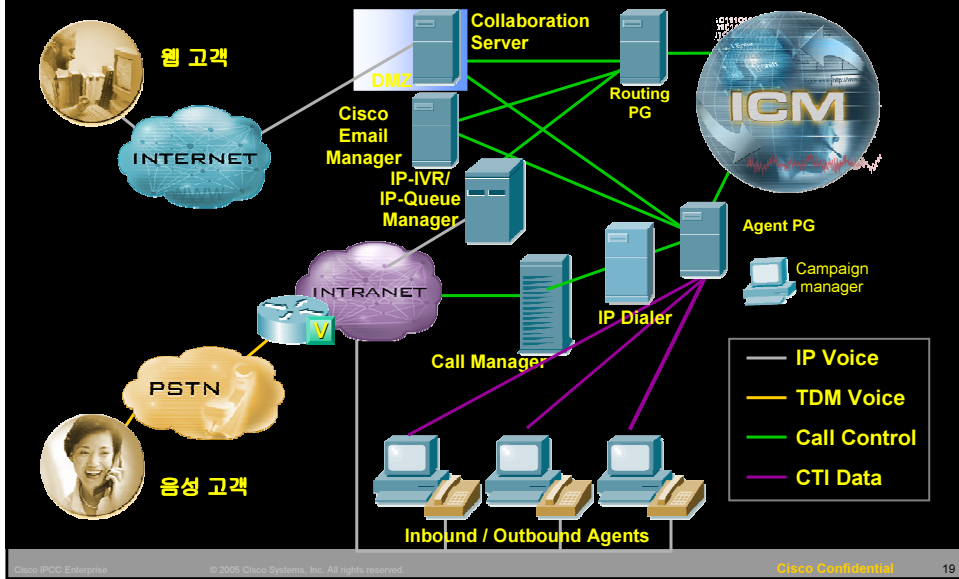 웹 고객
INTERNET
DMZ
Collaboration
Server
Cisco
Email
Manager
IP-IVR/
IP-Queue
Manager
Routing
PG
ICM
Agent PG
Campaign
manager
INTRANET
V
IP Dialer
Call Manager
PSTN
음성 고객
IP Voice
TDM Voice
Call Control
CTI Data
Inbound / Outbound Agents
Cisco IPCC Enterprise
© 2005 Cisco Systems, Inc. All rights reserved.
Cisco Confidential
19